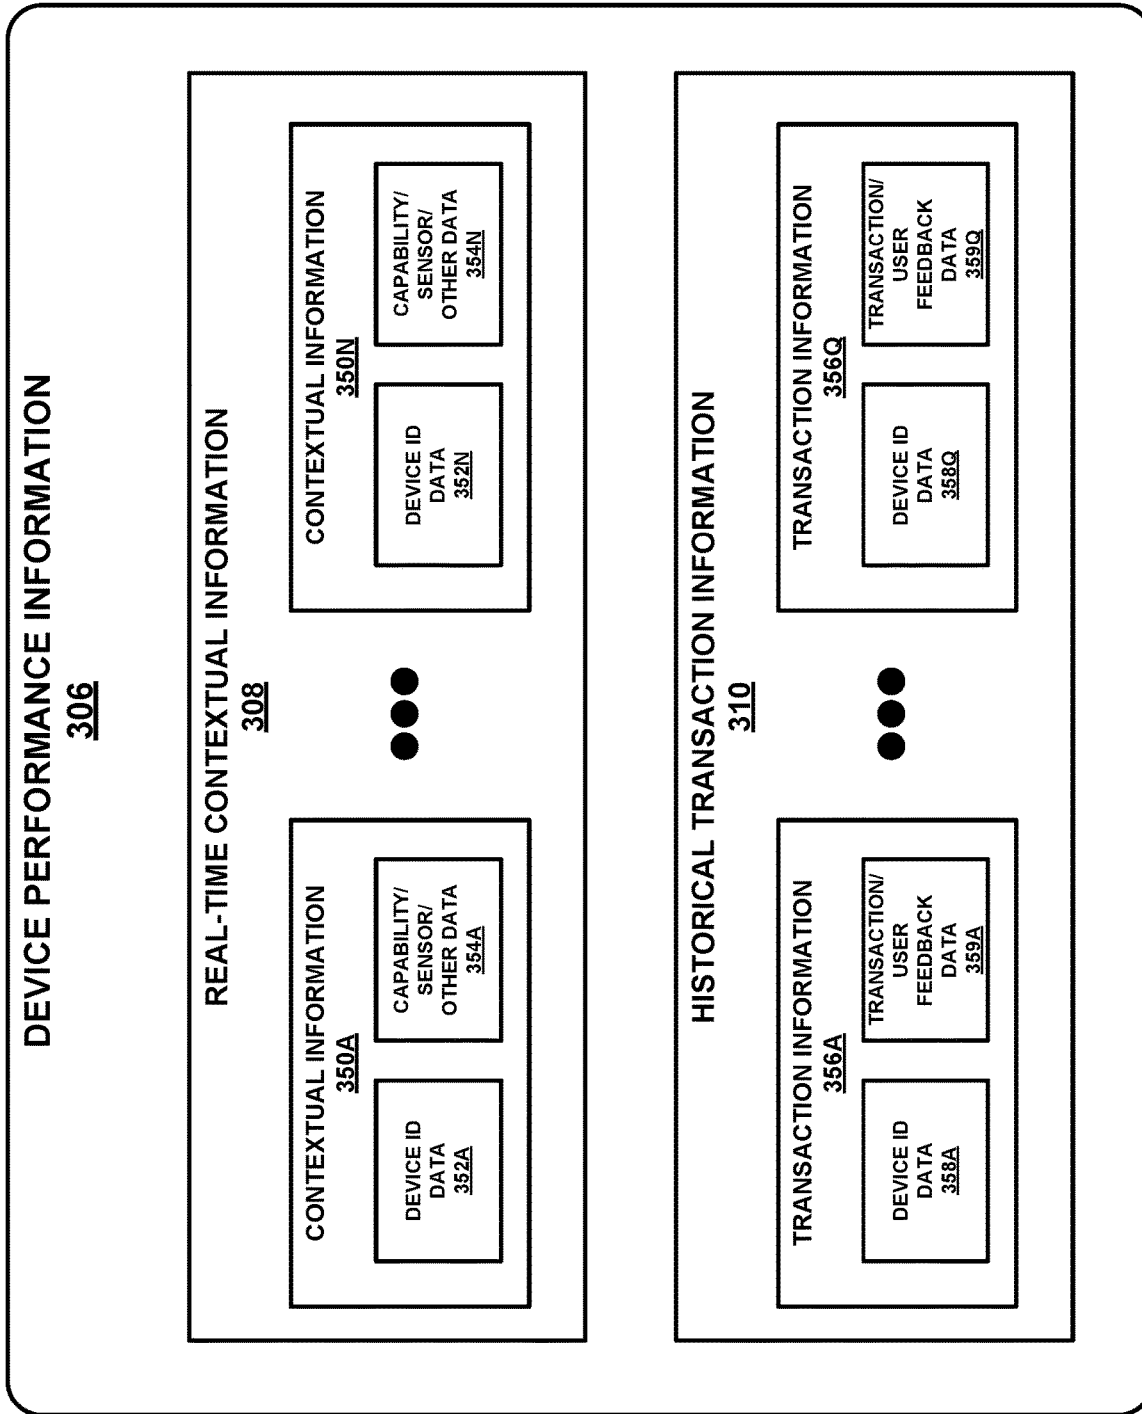 DEVICE PERFORMANCE INFORMATION
306
REAL-TIME CONTEXTUAL INFORMATION
308
CONTEXTUAL INFORMATION
350A
DEVICE ID
DATA
352A
CAPABILITY/
SENSOR/
OTHER DATA
354A
CONTEXTUAL INFORMATION
350N
DEVICE ID
DATA
352N
CAPABILITY/
SENSOR/
OTHER DATA
354N
HISTORICAL TRANSACTION INFORMATION
310
TRANSACTION INFORMATION
356A
DEVICE ID
DATA
358A
TRANSACTION/
USER
FEEDBACK
DATA
359A
TRANSACTION INFORMATION
356Q
DEVICE ID
DATA
358Q
TRANSACTION/
USER
FEEDBACK
DATA
359Q